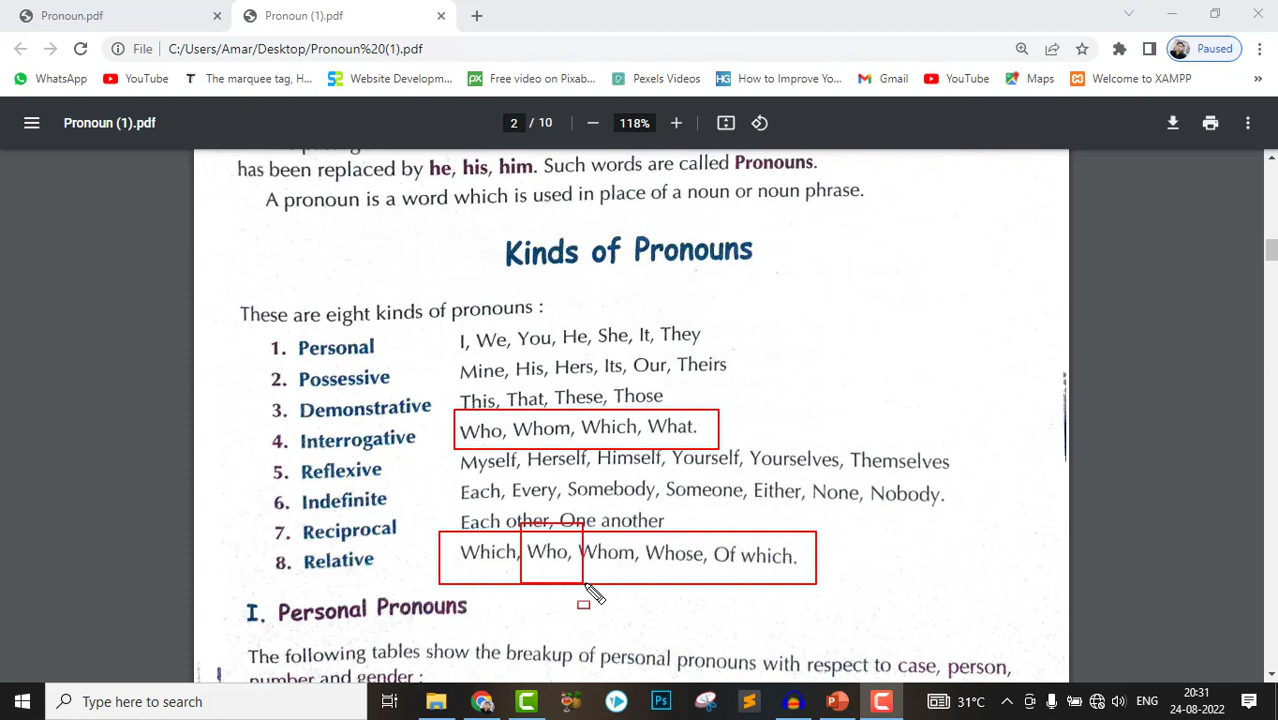 Pronoun.pdf
Pronoun (1).pdf
File C:/Users/Amar/Desktop/Pronoun%20(1).pdf
Paused
WhatsApp YouTube The marquee tag, H... Website Developm... Free video on Pixab... Pexels Videos How to Improve Yo... Gmail YouTube Maps Welcome to XAMPP
Pronoun (1).pdf 2 / 10 118%
has been replaced by he, his, him. Such words are called Pronouns.
A pronoun is a word which is used in place of a noun or noun phrase.
Kinds of Pronouns
These are eight kinds of pronouns :
1. Personal I, We, You, He, She, It, They
2. Possessive Mine, His, Hers, Its, Our, Theirs
3. Demonstrative This, That, These, Those
4. Interrogative Who, Whom, Which, What.
5. Reflexive Myself, Herself, Himself, Yourself, Yourselves, Themselves
6. Indefinite Each, Every, Somebody, Someone, Either, None, Nobody.
7. Reciprocal Each other, One another
8. Relative Which, Who, Whom, Whose, Of which.
I. Personal Pronouns
The following tables show the breakup of personal pronouns with respect to case, person,
number and gender :
Type here to search 31°C ENG 20:31
24-08-2022